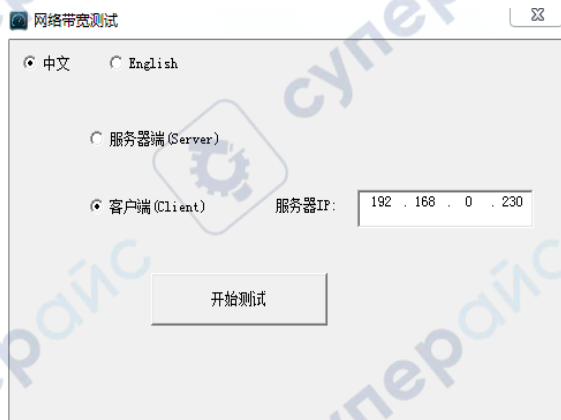 网络带宽测试
中文 English
服务器端(Server)
客户端(Client) 服务器IP: 192 . 168 . 0 . 230
开始测试
суперайс